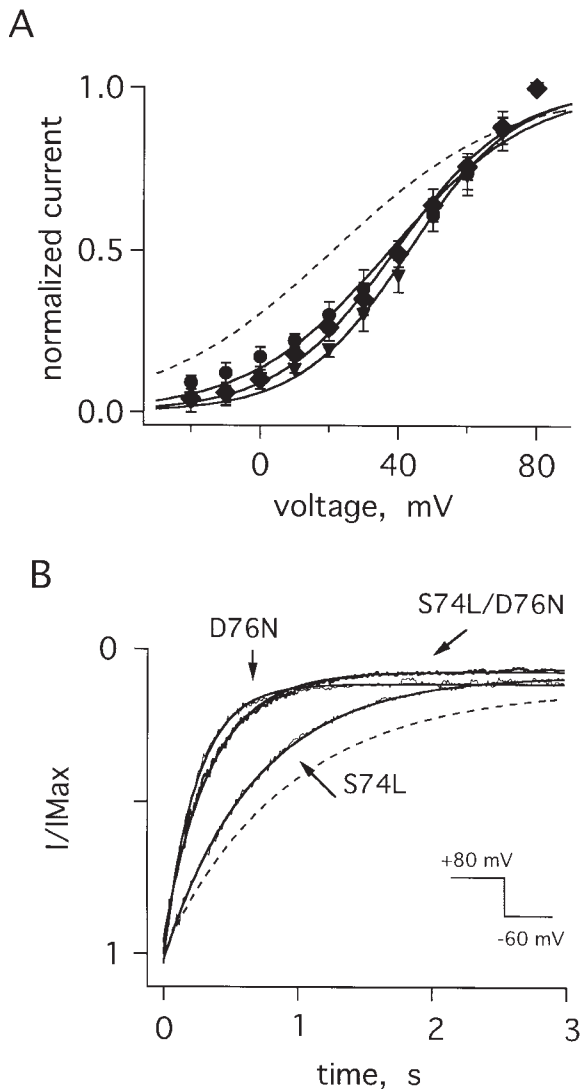 A
normalized current
1.0
0.5
0.0
0
40
80
voltage, mV
B
D76N
S74L/D76N
S74L
0
1
I/IMax
+80 mV
-60 mV
0
1
2
3
time, s